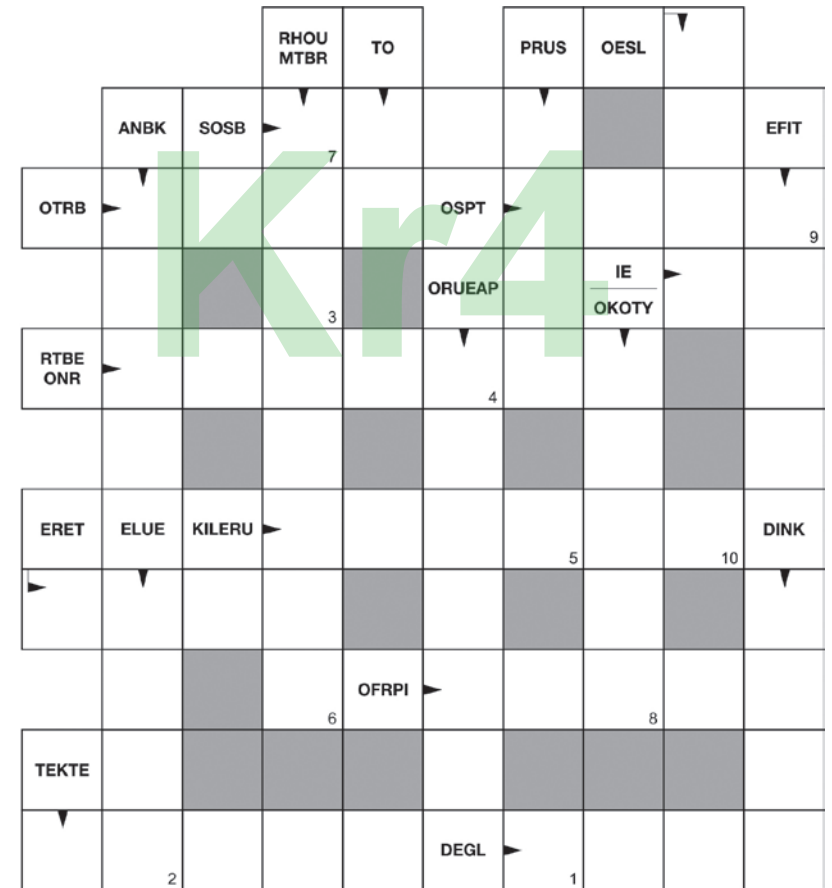 RHOU
MTBR
TO
PRUS
OESL
ANBK
SOSB
7
EFIT
OTRB
OSPT
9
3
ORUEAP
IE
OKOTY
RTBE
ONR
4
ERET
ELUE
KILERU
5
10
DINK
6
OFRPI
8
TEKTE
2
DEGL
1
Kr4